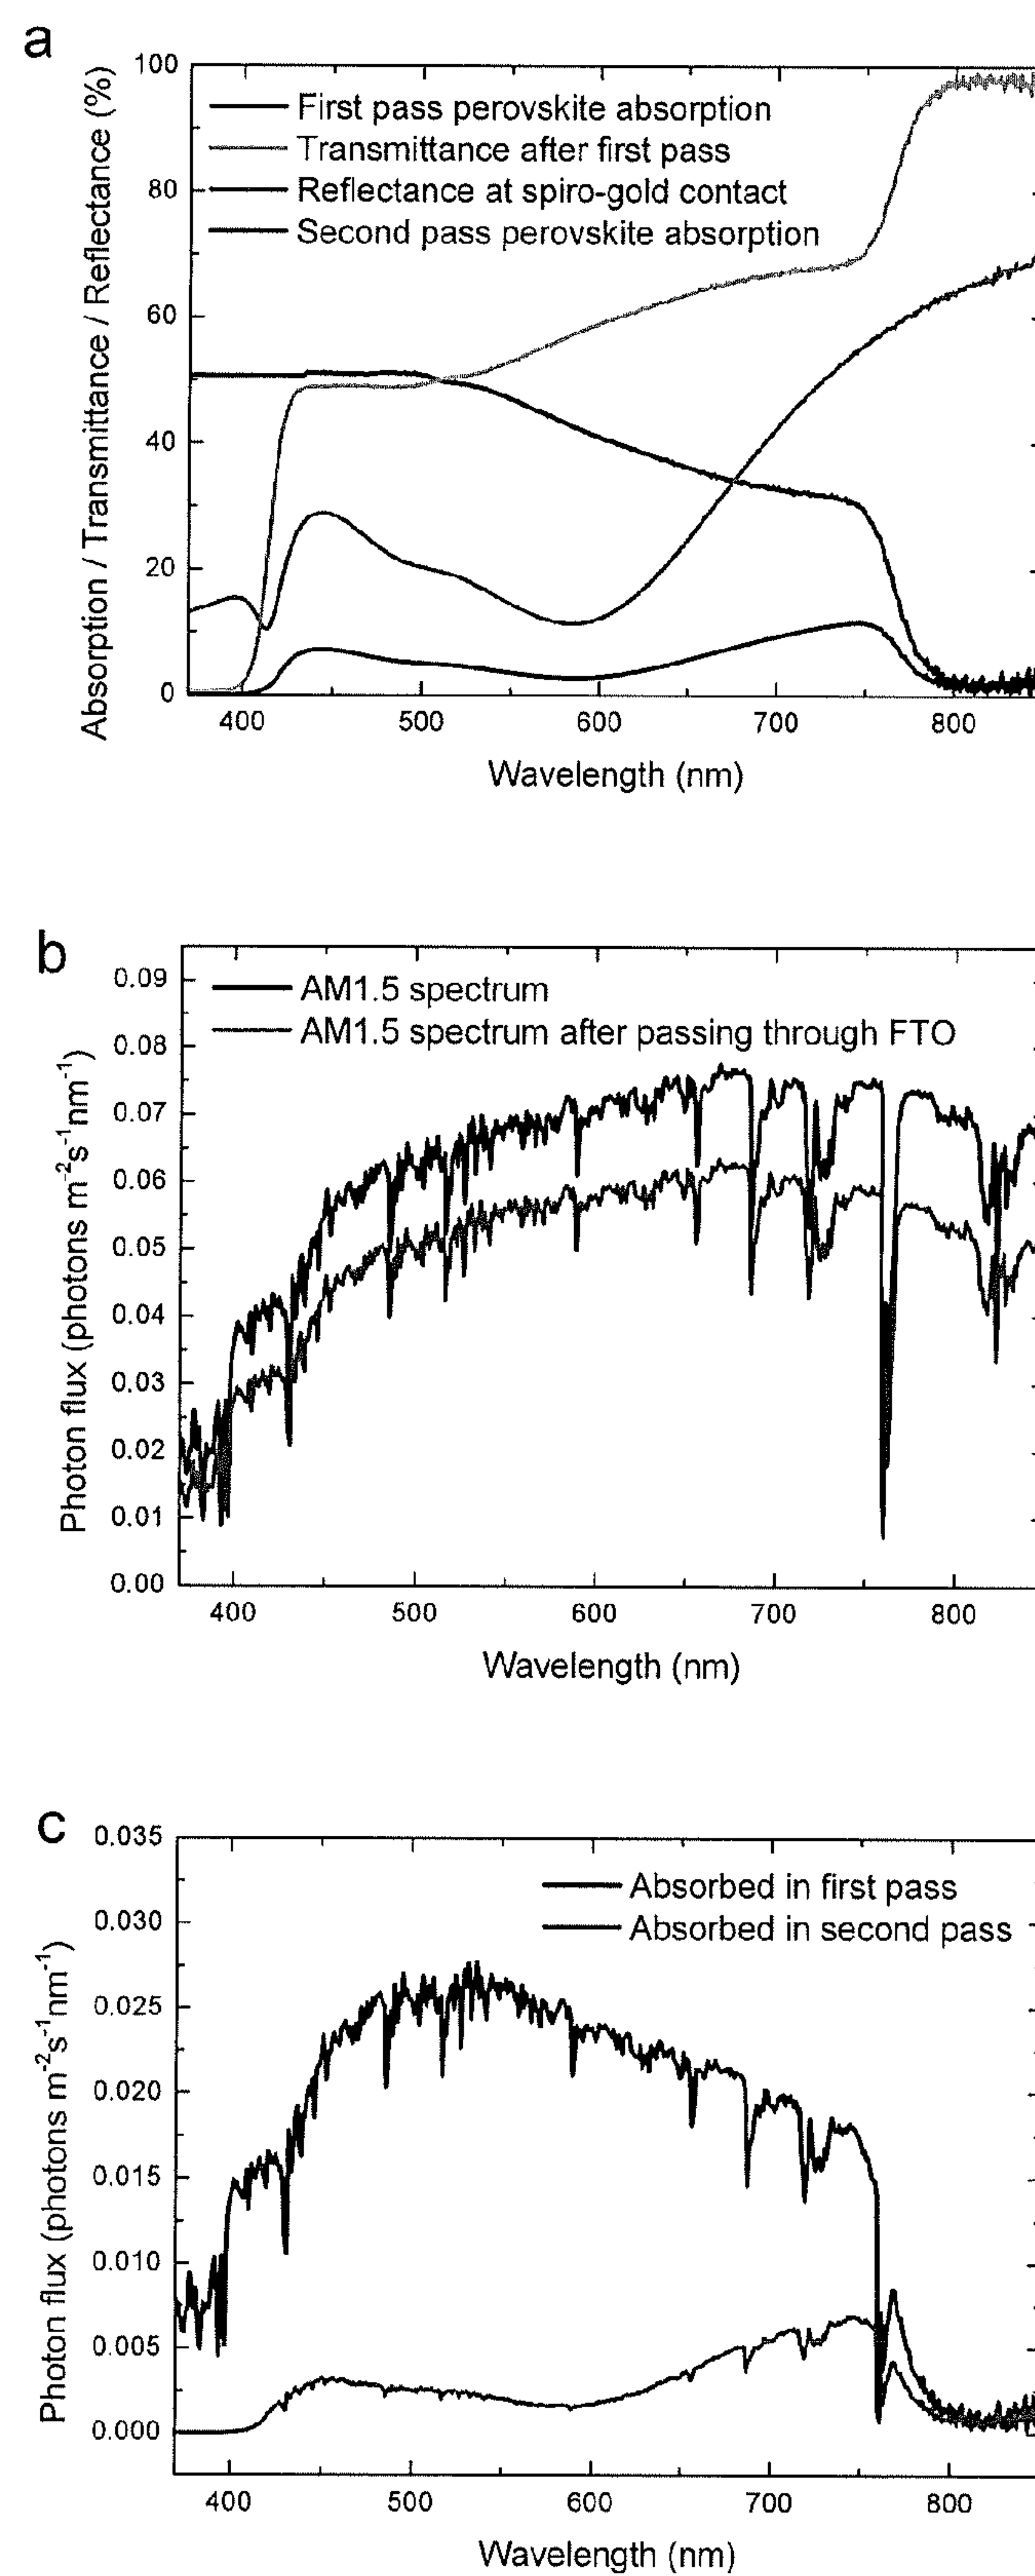 a
Absorption / Transmittance / Reflectance (%)
100
80
60
40
20
0
First pass perovskite absorption
Transmittance after first pass
Reflectance at spiro-gold contact
Second pass perovskite absorption
400 500 600 700 800
Wavelength (nm)
b
Photon flux (photons m⁻²s⁻¹nm⁻¹)
0.09
0.08
0.07
0.06
0.05
0.04
0.03
0.02
0.01
0.00
AM1.5 spectrum
AM1.5 spectrum after passing through FTO
400 500 600 700 800
Wavelength (nm)
c
Photon flux (photons m⁻²s⁻¹nm⁻¹)
0.035
0.030
0.025
0.020
0.015
0.010
0.005
0.000
Absorbed in first pass
Absorbed in second pass
400 500 600 700 800
Wavelength (nm)